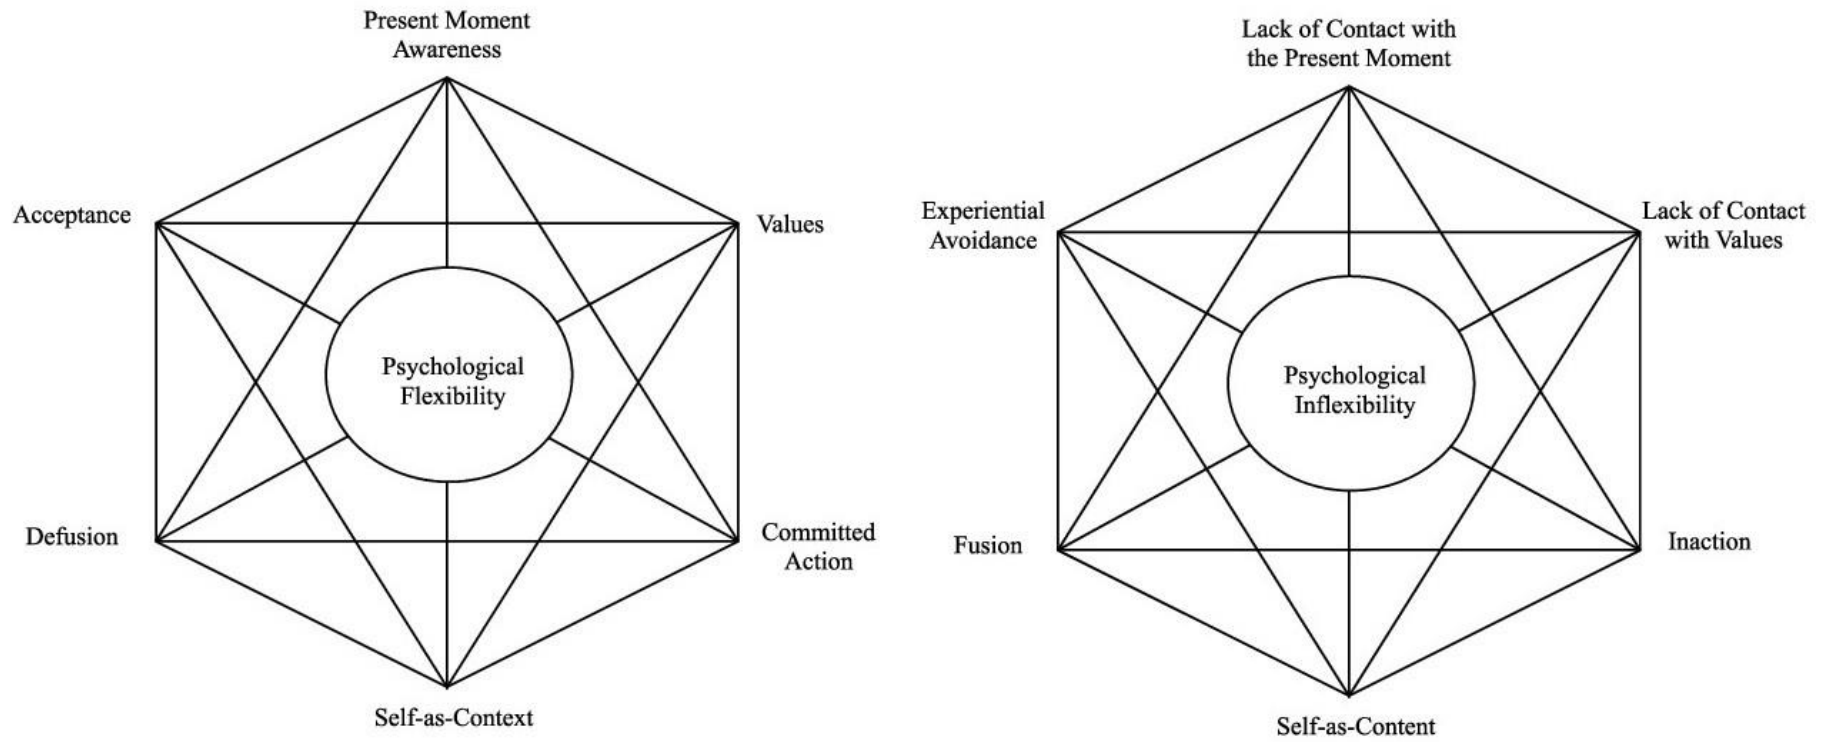 Present Moment
Awareness
Acceptance
Values
Psychological
Flexibility
Defusion
Committed
Action
Self-as-Context
Lack of Contact with
the Present Moment
Experiential
Avoidance
Lack of Contact
with Values
Psychological
Inflexibility
Fusion
Inaction
Self-as-Content